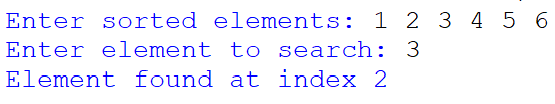 Enter sorted elements: 1 2 3 4 5 6
Enter element to search: 3
Element found at index 2